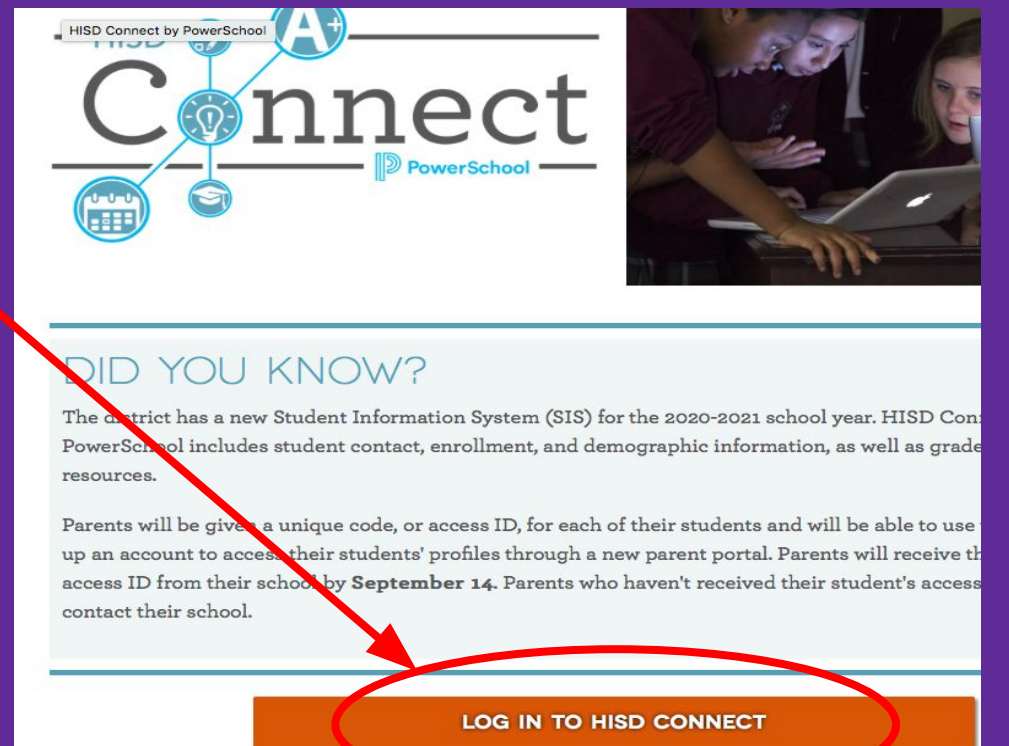 HISD Connect by PowerSchool
HISD
A+
Connect
PowerSchool
DID YOU KNOW?
The district has a new Student Information System (SIS) for the 2020-2021 school year. HISD
PowerSchool includes student contact, enrollment, and demographic information, as well as
resources.
Parents will be given a unique code, or access ID, for each of their students and will be able to use
up an account to access their students' profiles through a new parent portal. Parents will receive
access ID from their school by September 14. Parents who haven't received their student's access
contact their school.
LOG IN TO HISD CONNECT